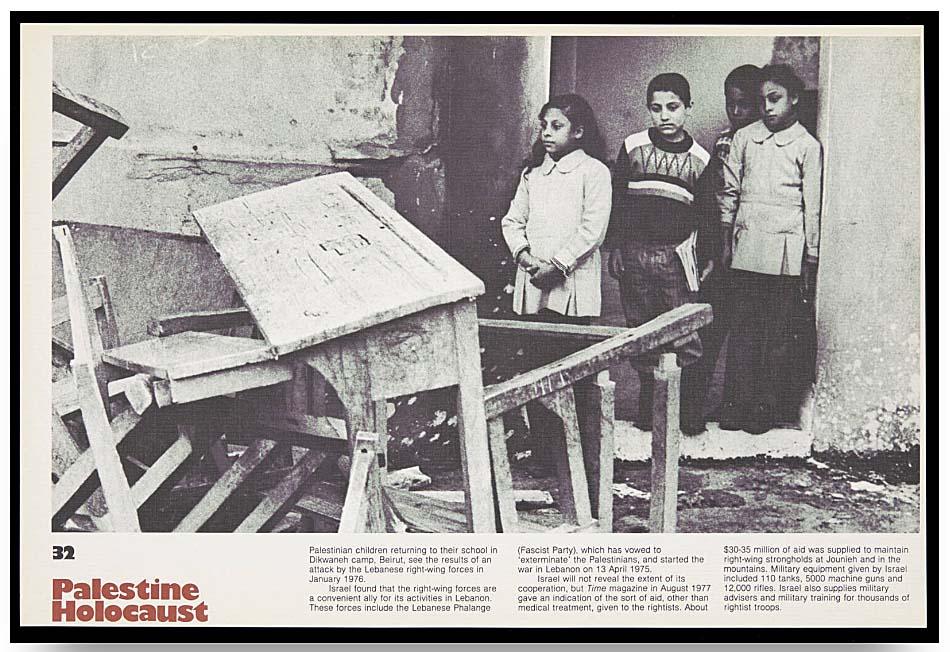 32
Palestine
Holocaust
Palestinian children returning to their school in
Dikwaneh camp, Beirut, see the results of an
attack by the Lebanese right-wing forces in
January 1976.
Israel found that the right-wing forces are
a convenient ally for its activities in Lebanon.
These forces include the Lebanese Phalange
(Fascist Party), which has vowed to
'exterminate' the Palestinians, and started the
war in Lebanon on 13 April 1975.
Israel will not reveal the extent of its
cooperation, but Time magazine in August 1977
gave an indication of the sort of aid, other than
medical treatment, given to the rightists. About
$30-35 million of aid was supplied to maintain
right-wing strongholds at Jounieh and in the
mountains. Military equipment given by Israel
included 110 tanks, 5000 machine guns and
12,000 rifles. Israel also supplies military
advisers and military training for thousands of
rightist troops.